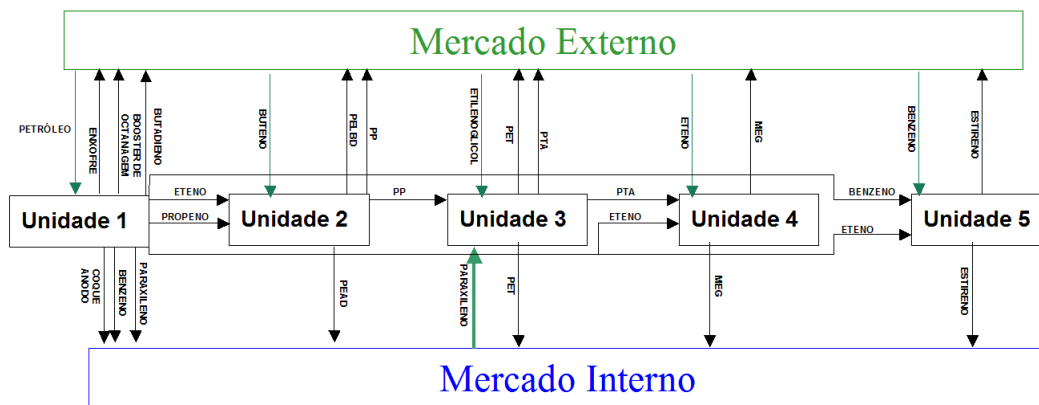 Mercado Externo
PETRÓLEO
ENXOFRE
BOOSTER DE
OCTANAGEM
BUTADIENO
BUTENO
PELBD
PP
ETILENOGLICOL
PET
PTA
ETENO
MEG
BENZENO
ESTIRENO
ETENO
PROPENO
PP
PTA
ETENO
BENZENO
ETENO
Unidade 1
Unidade 2
Unidade 3
Unidade 4
Unidade 5
COQUE
ANODO
BENZENO
PARAXILENO
PEAD
PARAXILENO
PET
MEG
ESTIRENO
Mercado Interno